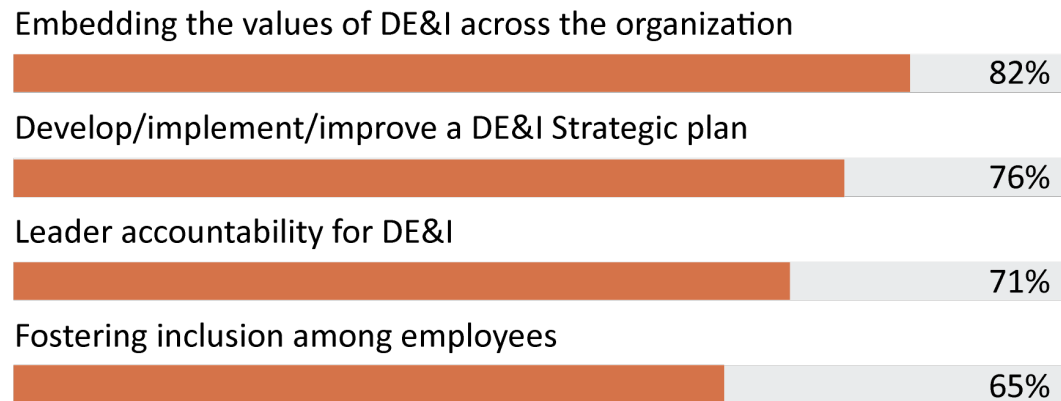 Embedding the values of DE&I across the organization
82%
Develop/implement/improve a DE&I Strategic plan
76%
Leader accountability for DE&I
71%
Fostering inclusion among employees
65%